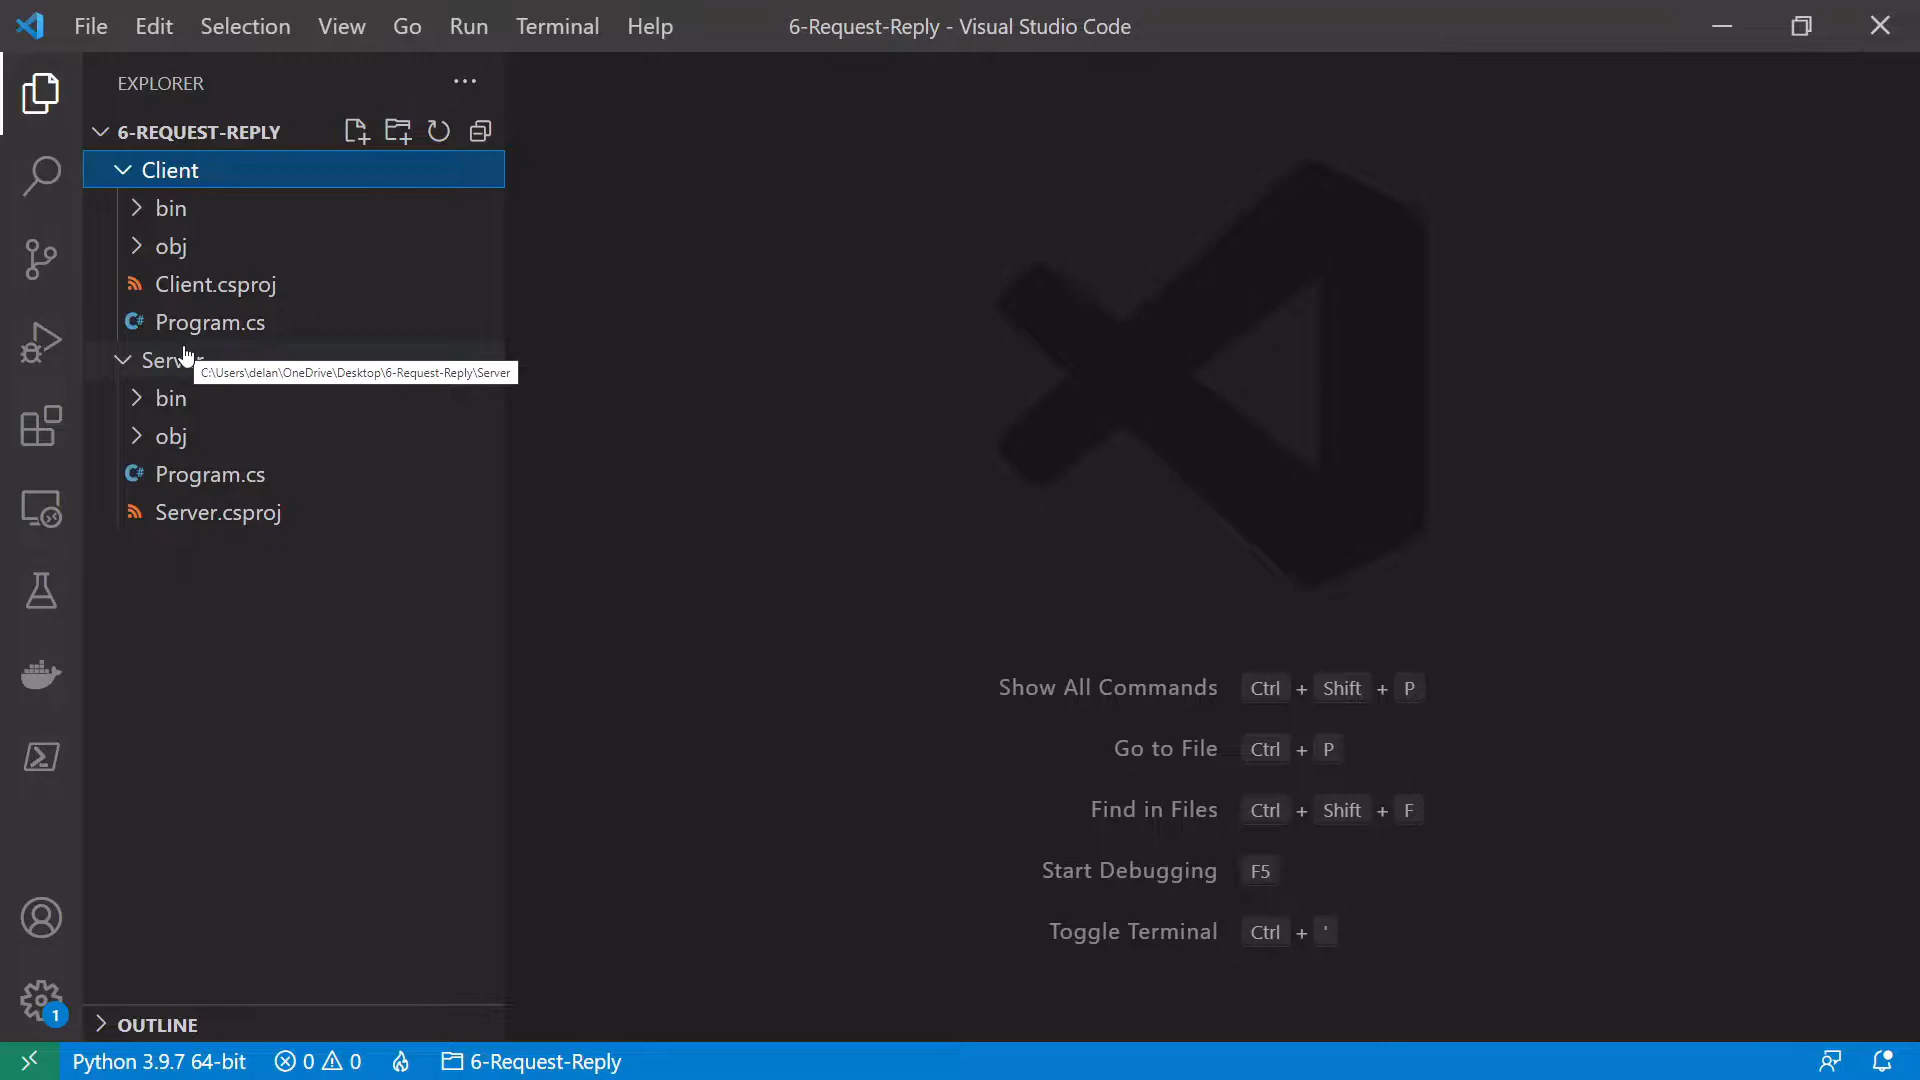 File Edit Selection View Go Run Terminal Help 6-Request-Reply - Visual Studio Code
EXPLORER
6-REQUEST-REPLY
Client
bin
obj
Client.csproj
C# Program.cs
Server
C:\Users\delan\OneDrive\Desktop\6-Request-Reply\Server
bin
obj
C# Program.cs
Server.csproj
Show All Commands Ctrl + Shift + P
Go to File Ctrl + P
Find in Files Ctrl + Shift + F
Start Debugging F5
Toggle Terminal Ctrl + '
1
OUTLINE
Python 3.9.7 64-bit 0 0 6-Request-Reply